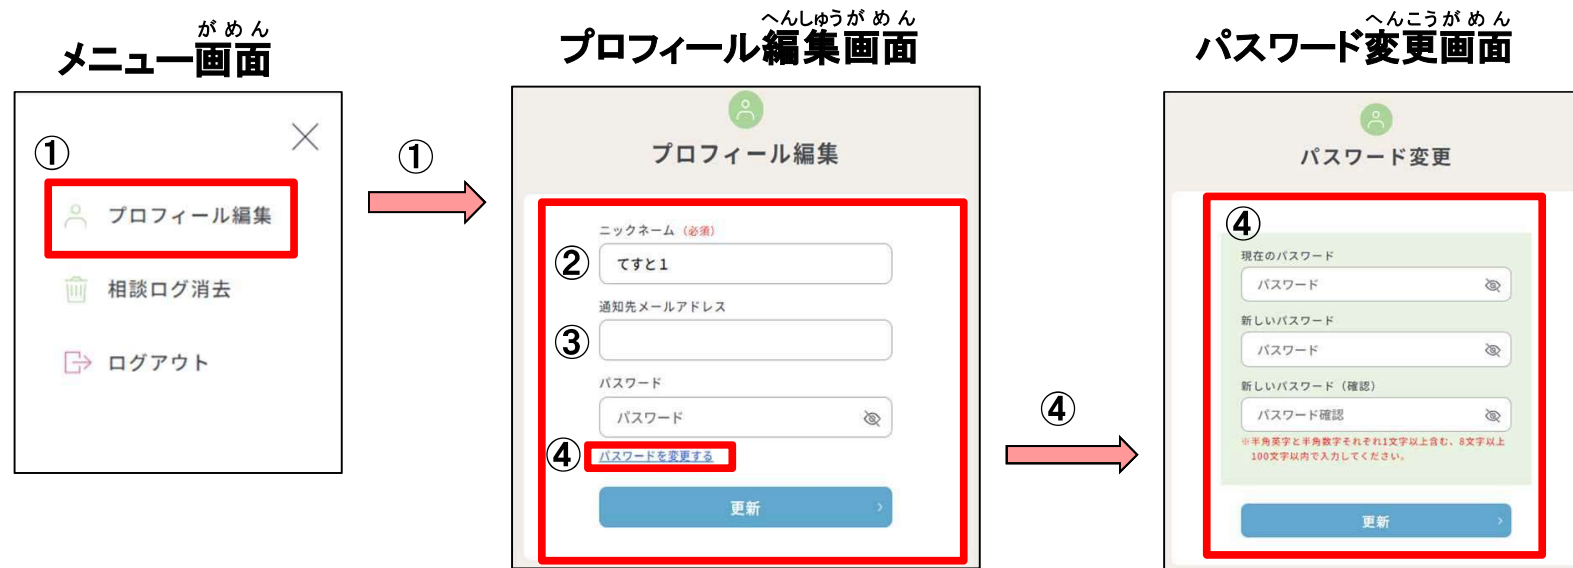 がめん
メニュー画面
①
プロフィール編集
相談ログ消去
ログアウト
①
へんしゅうがめん
プロフィール編集画面
プロフィール編集
ニックネーム（必須）
② てすと１
通知先メールアドレス
③
パスワード
パスワード
④ パスワードを変更する
更新
④
へんこうがめん
パスワード変更画面
パスワード変更
④
現在のパスワード
パスワード
新しいパスワード
パスワード
新しいパスワード（確認）
パスワード確認
※半角英字と半角数字それぞれ1文字以上含む、8文字以上
100文字以内で入力してください。
更新